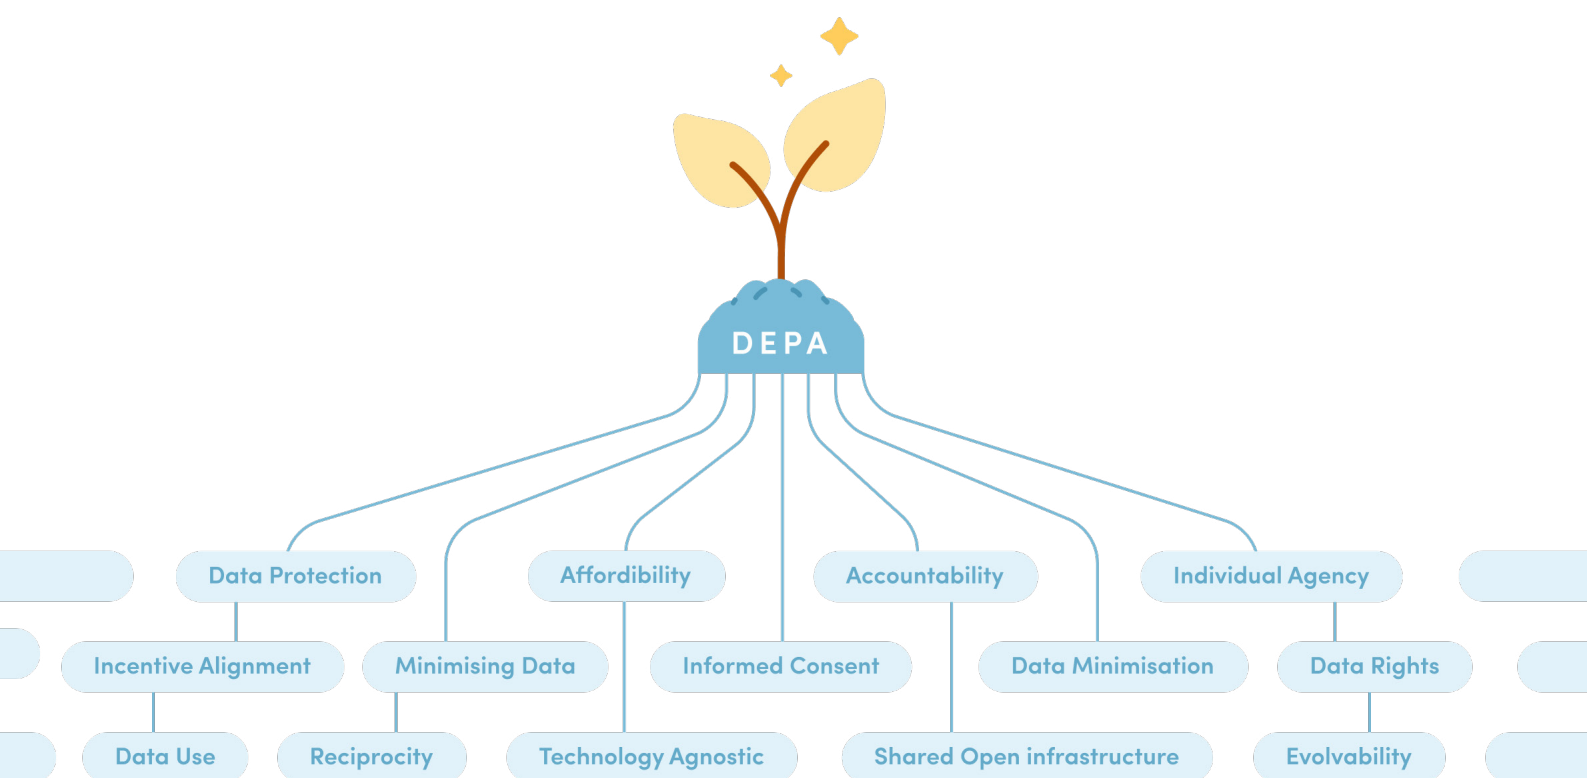 DEPA
Data Protection
Affordibility
Accountability
Individual Agency
Incentive Alignment
Minimising Data
Informed Consent
Data Minimisation
Data Rights
Data Use
Reciprocity
Technology Agnostic
Shared Open infrastructure
Evolvability